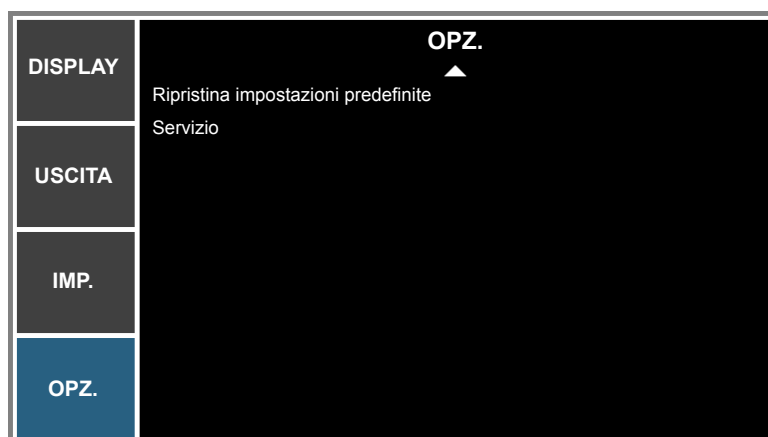 DISPLAY
USCITA
IMP.
OPZ.
OPZ.
Ripristina impostazioni predefinite
Servizio